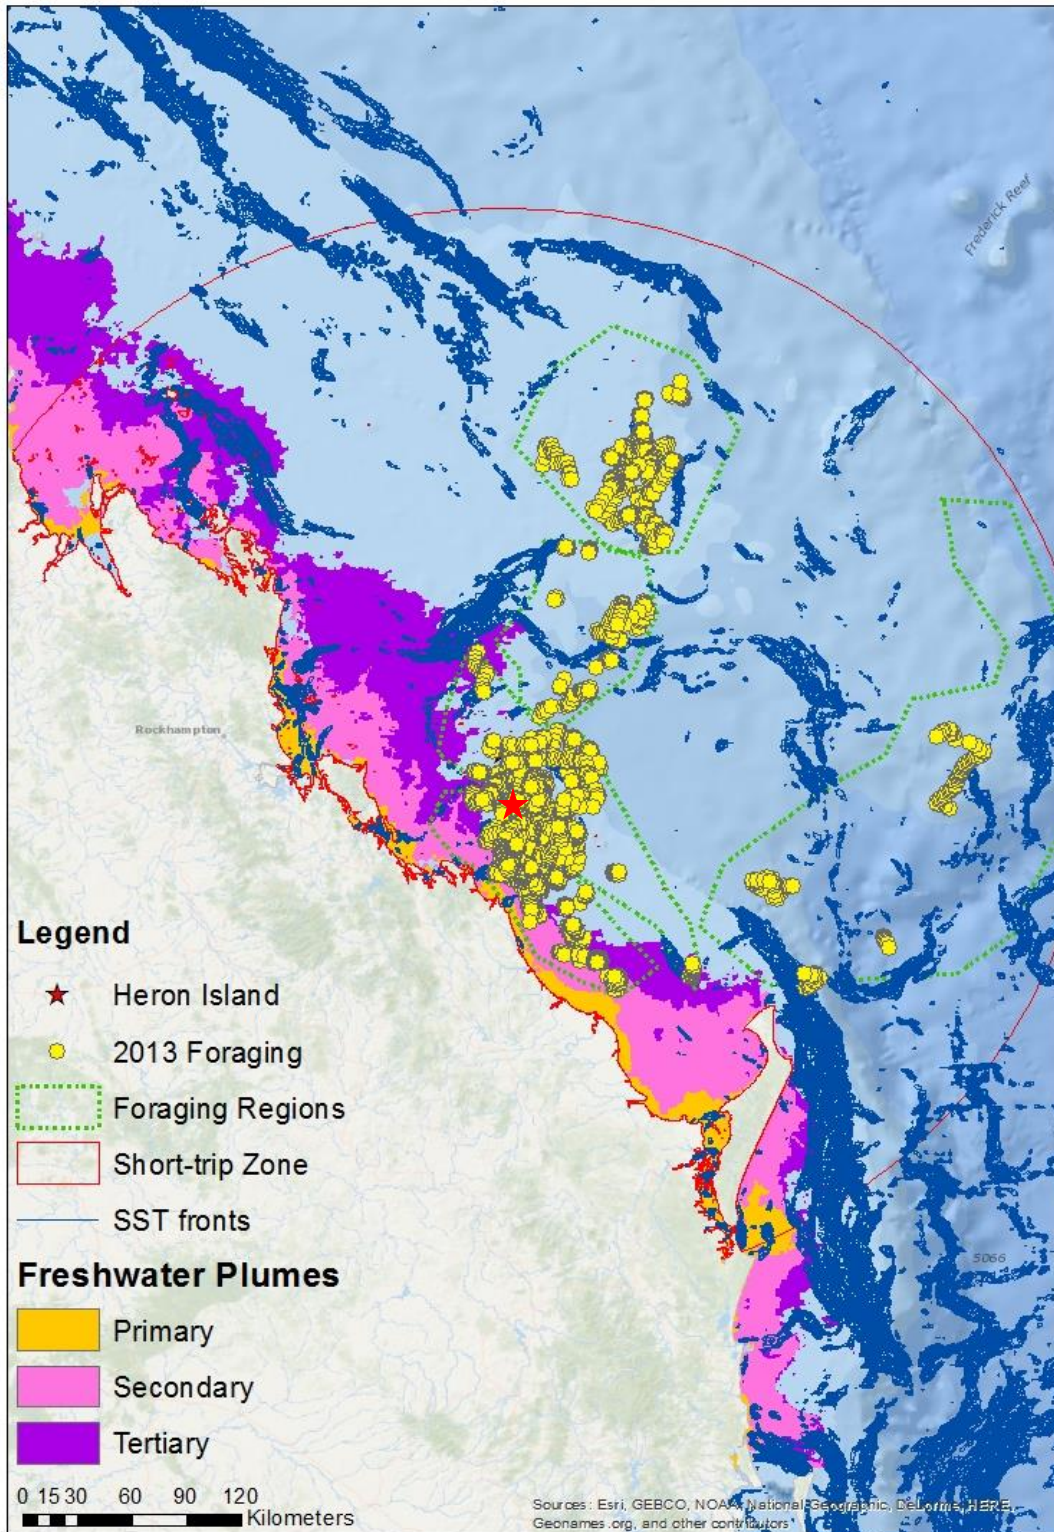 Frederick Reef
Rockhampton
Legend
Heron Island
2013 Foraging
Foraging Regions
Short-trip Zone
SST fronts
5066
Freshwater Plumes
Primary
Secondary
Tertiary
0 15 30 60 90 120
Kilometers
Sources: Esri, GEBCO, NOAA, National Geographic, DeLorme, HERE,
Geonames.org, and other contributors